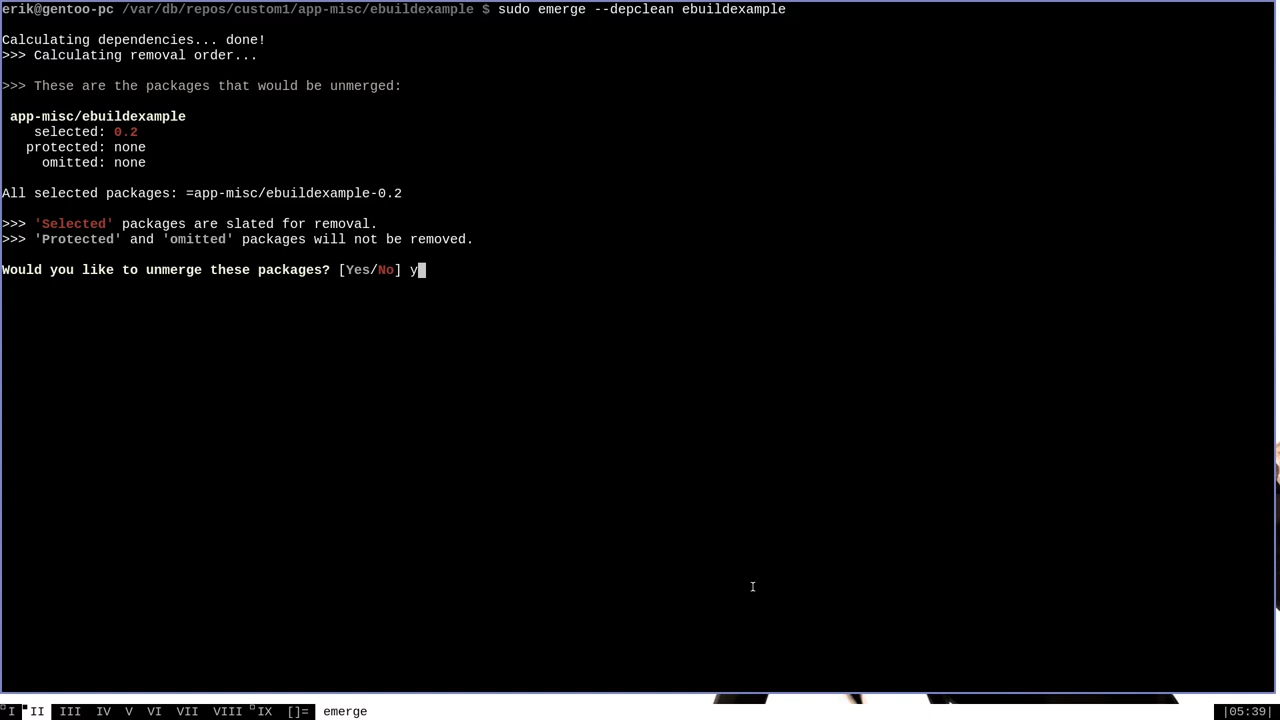 erik@gentoo-pc /var/db/repos/custom1/app-misc/ebuildexample $ sudo emerge --depclean ebuildexample
Calculating dependencies... done!
>>> Calculating removal order...
>>> These are the packages that would be unmerged:
app-misc/ebuildexample
selected: 0.2
protected: none
omitted: none
All selected packages: =app-misc/ebuildexample-0.2
>>> 'Selected' packages are slated for removal.
>>> 'Protected' and 'omitted' packages will not be removed.
Would you like to unmerge these packages? [Yes/No] y
I II III IV V VI VII VIII IX []= emerge |05:39|